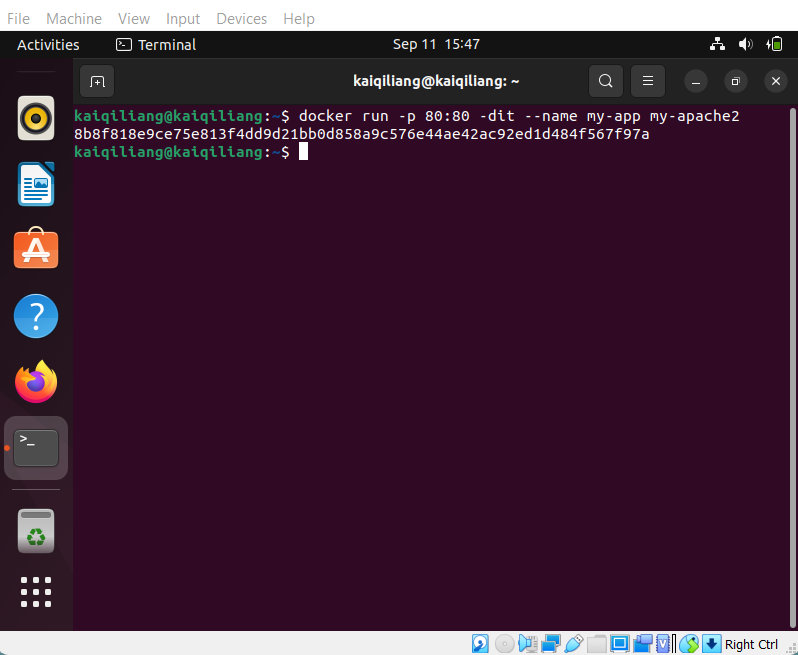 File Machine View Input Devices Help
Activities Terminal Sep 11 15:47
kaiqiliang@kaiqiliang: ~
kaiqiliang@kaiqiliang:~$ docker run -p 80:80 -dit --name my-app my-apache2
8b8f818e9ce75e813f4dd9d21bb0d858a9c576e44ae42ac92ed1d484f567f97a
kaiqiliang@kaiqiliang:~$
Right Ctrl